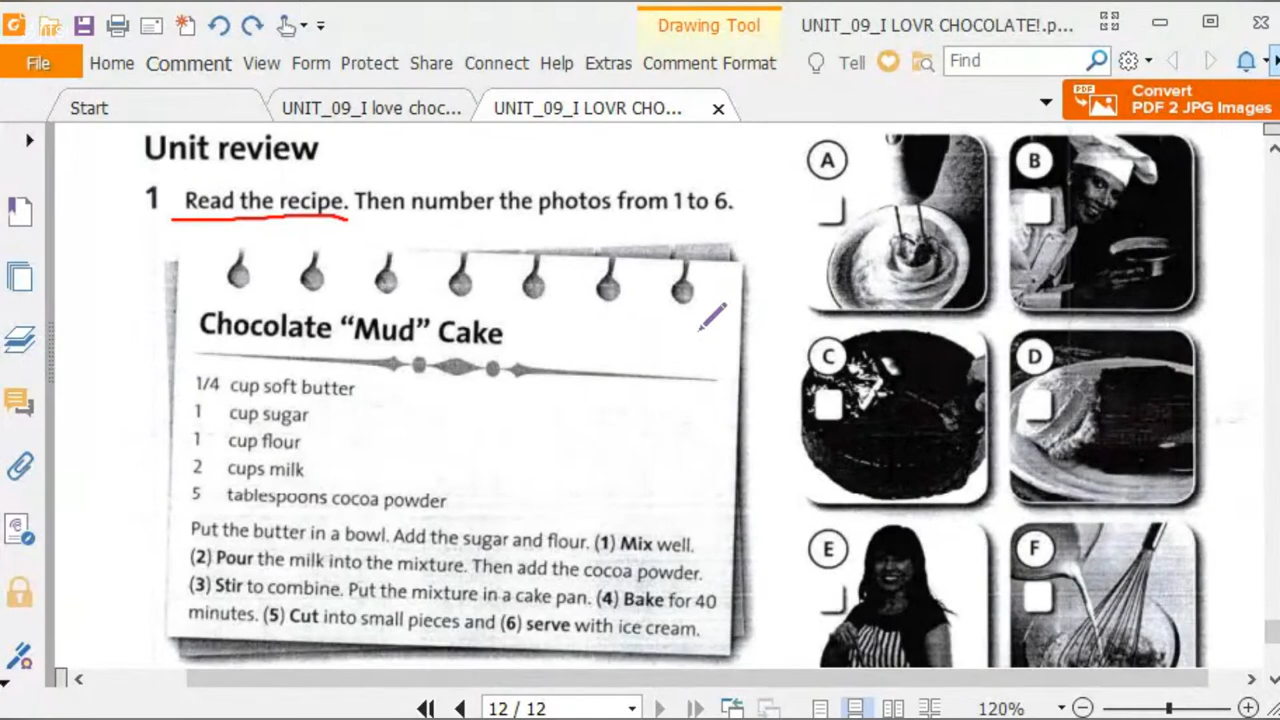 Drawing Tool
UNIT_09_I LOVR CHOCOLATE!.p...
File Home Comment View Form Protect Share Connect Help Extras Comment Format Tell Find
Start UNIT_09_I love choc... UNIT_09_I LOVR CHO...
PDF Convert
PDF 2 JPG Images
Unit review
1 Read the recipe. Then number the photos from 1 to 6.
Chocolate “Mud” Cake
1/4 cup soft butter
1 cup sugar
1 cup flour
2 cups milk
5 tablespoons cocoa powder
Put the butter in a bowl. Add the sugar and flour. (1) Mix well.
(2) Pour the milk into the mixture. Then add the cocoa powder.
(3) Stir to combine. Put the mixture in a cake pan. (4) Bake for 40
minutes. (5) Cut into small pieces and (6) serve with ice cream.
A
B
C
D
E
F
12 / 12
120%